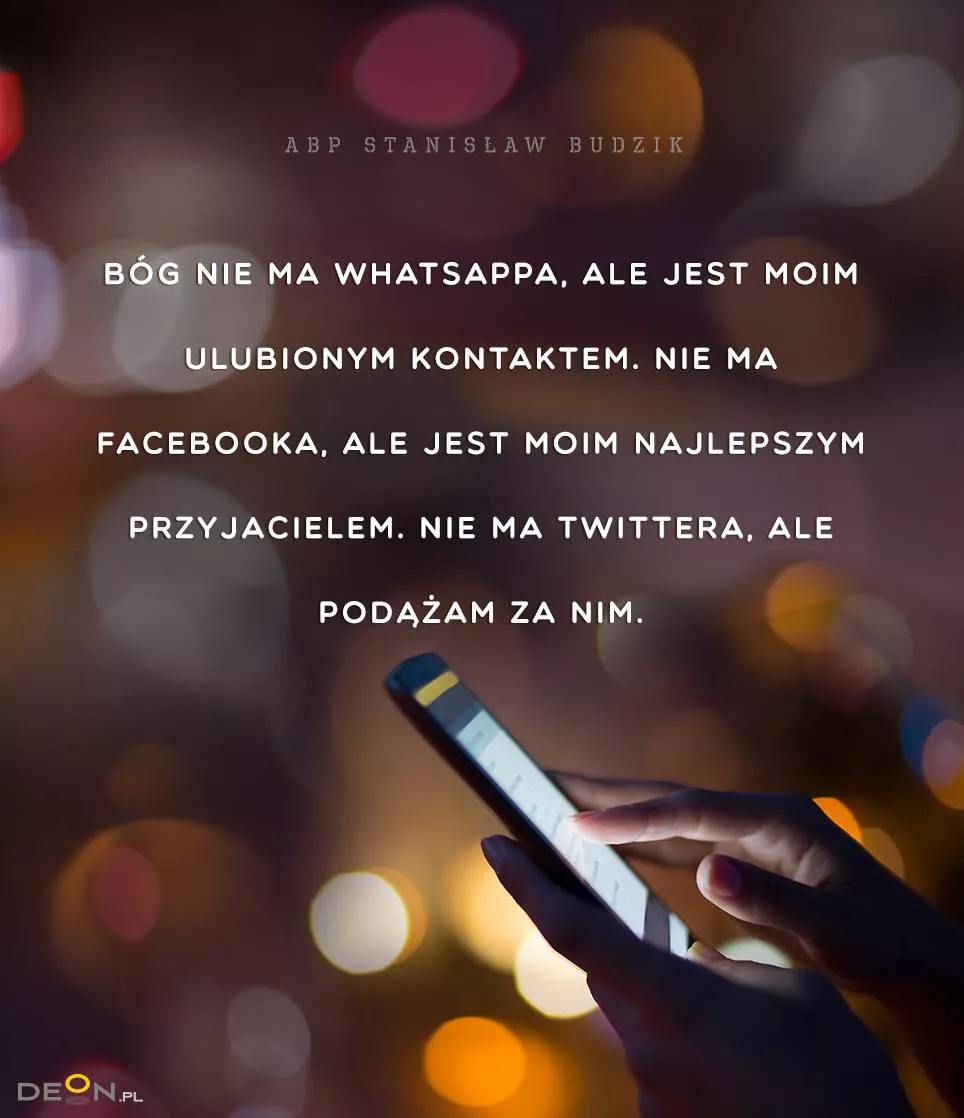 ABP STANISŁAW BUDZIK
BÓG NIE MA WHATSAPPA, ALE JEST MOIM
ULUBIONYM KONTAKTEM. NIE MA
FACEBOOKA, ALE JEST MOIM NAJLEPSZYM
PRZYJACIELEM. NIE MA TWITTERA, ALE
PODĄŻAM ZA NIM.
DEON.PL